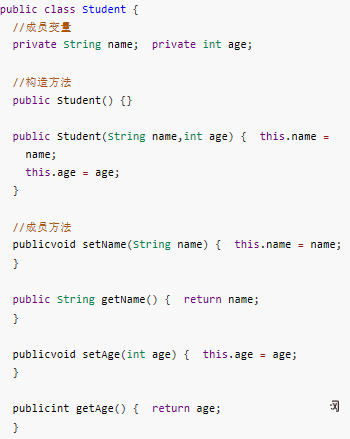 public class Student {
//成员变量
private String name;  private int age;
//构造方法
public Student() {}
public Student(String name,int age) {  this.name =
name;
this.age = age;
}
//成员方法
publicvoid setName(String name) {  this.name = name;
}
public String getName() {  return name;
}
publicvoid setAge(int age) {  this.age = age;
}
publicint getAge() {  return age;
}